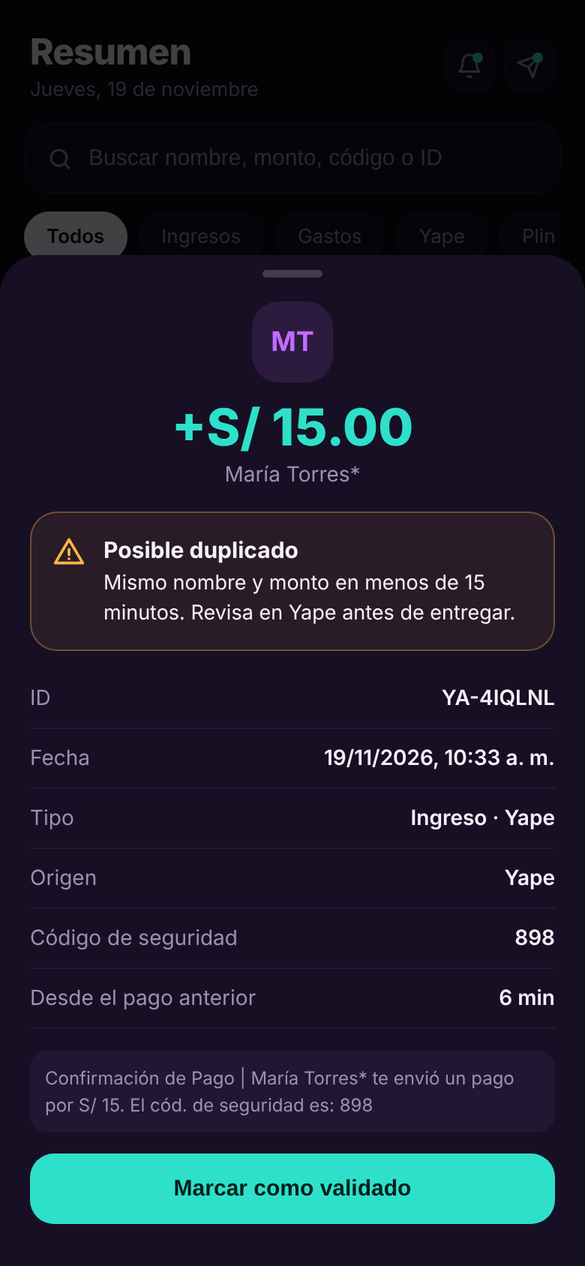 Resumen
Jueves, 19 de noviembre
Buscar nombre, monto, código o ID
Todos
Ingresos
Gastos
Yape
Plin
MT
+S/ 15.00
María Torres*
Posible duplicado
Mismo nombre y monto en menos de 15
minutos. Revisa en Yape antes de entregar.
ID
YA-4IQLNL
Fecha
19/11/2026, 10:33 a. m.
Tipo
Ingreso · Yape
Origen
Yape
Código de seguridad
898
Desde el pago anterior
6 min
Confirmación de Pago | María Torres* te envió un pago
por S/ 15. El cód. de seguridad es: 898
Marcar como validado